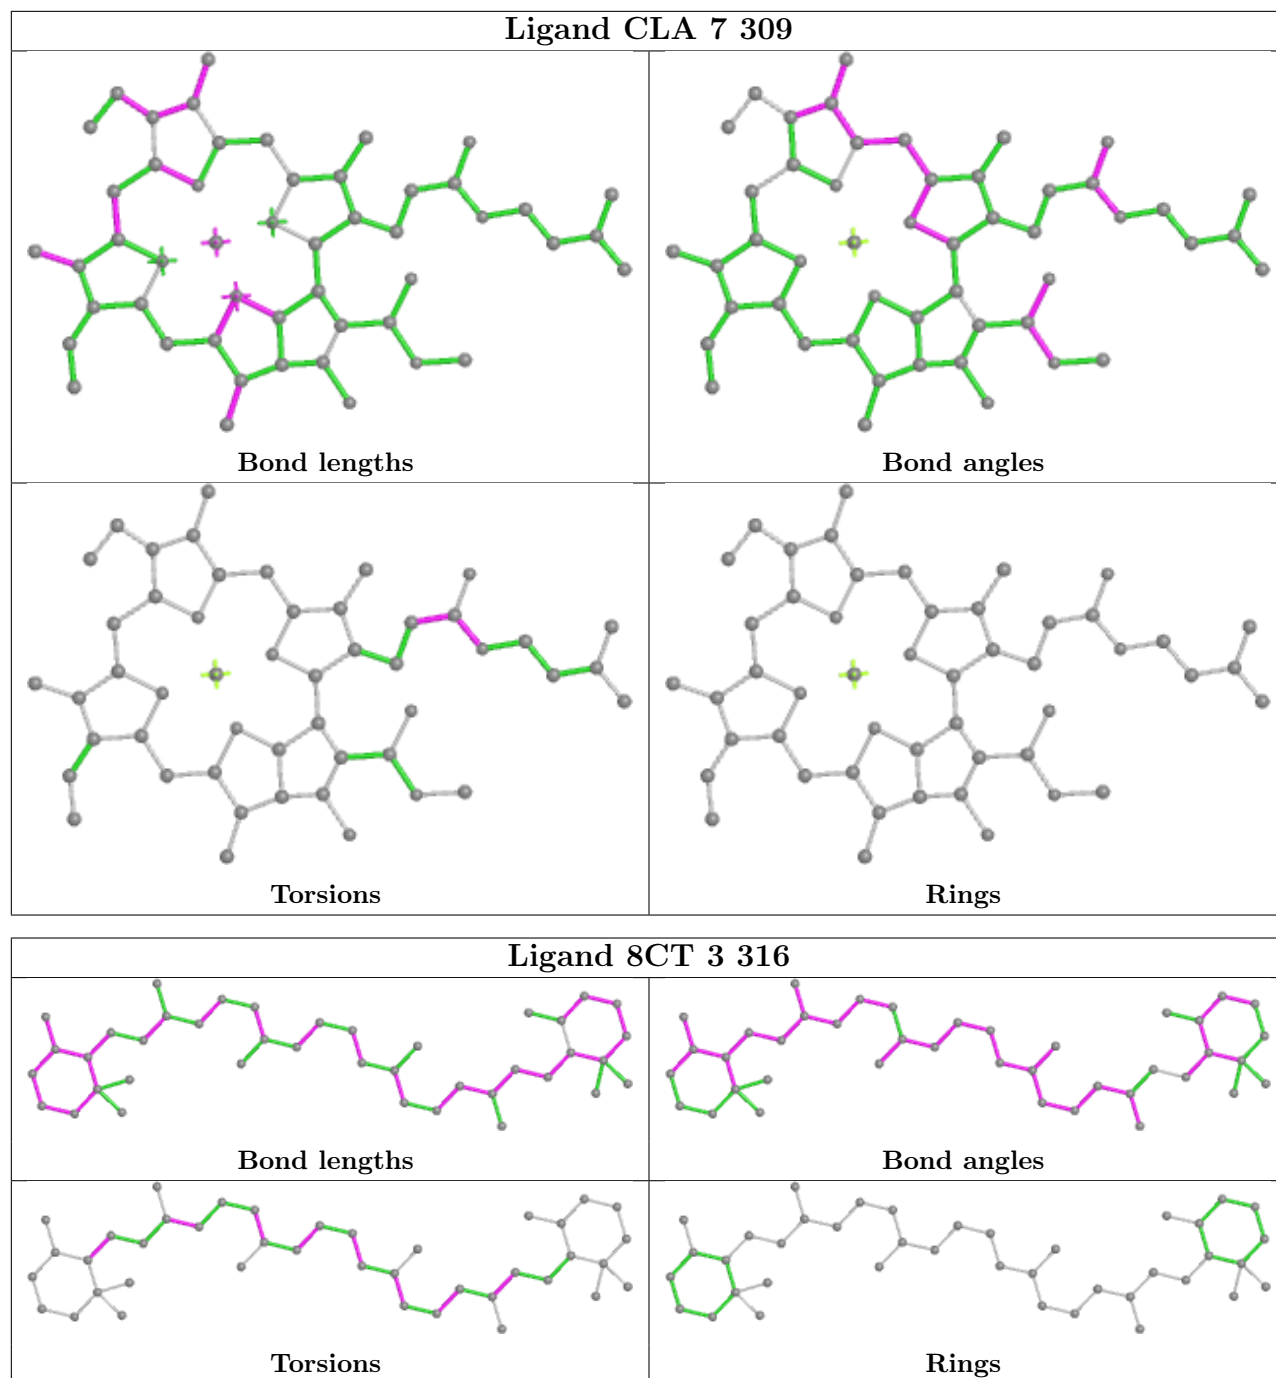 Ligand CLA 7 309
Bond lengths
Bond angles
Torsions
Rings
Ligand 8CT 3 316
Bond lengths
Bond angles
Torsions
Rings